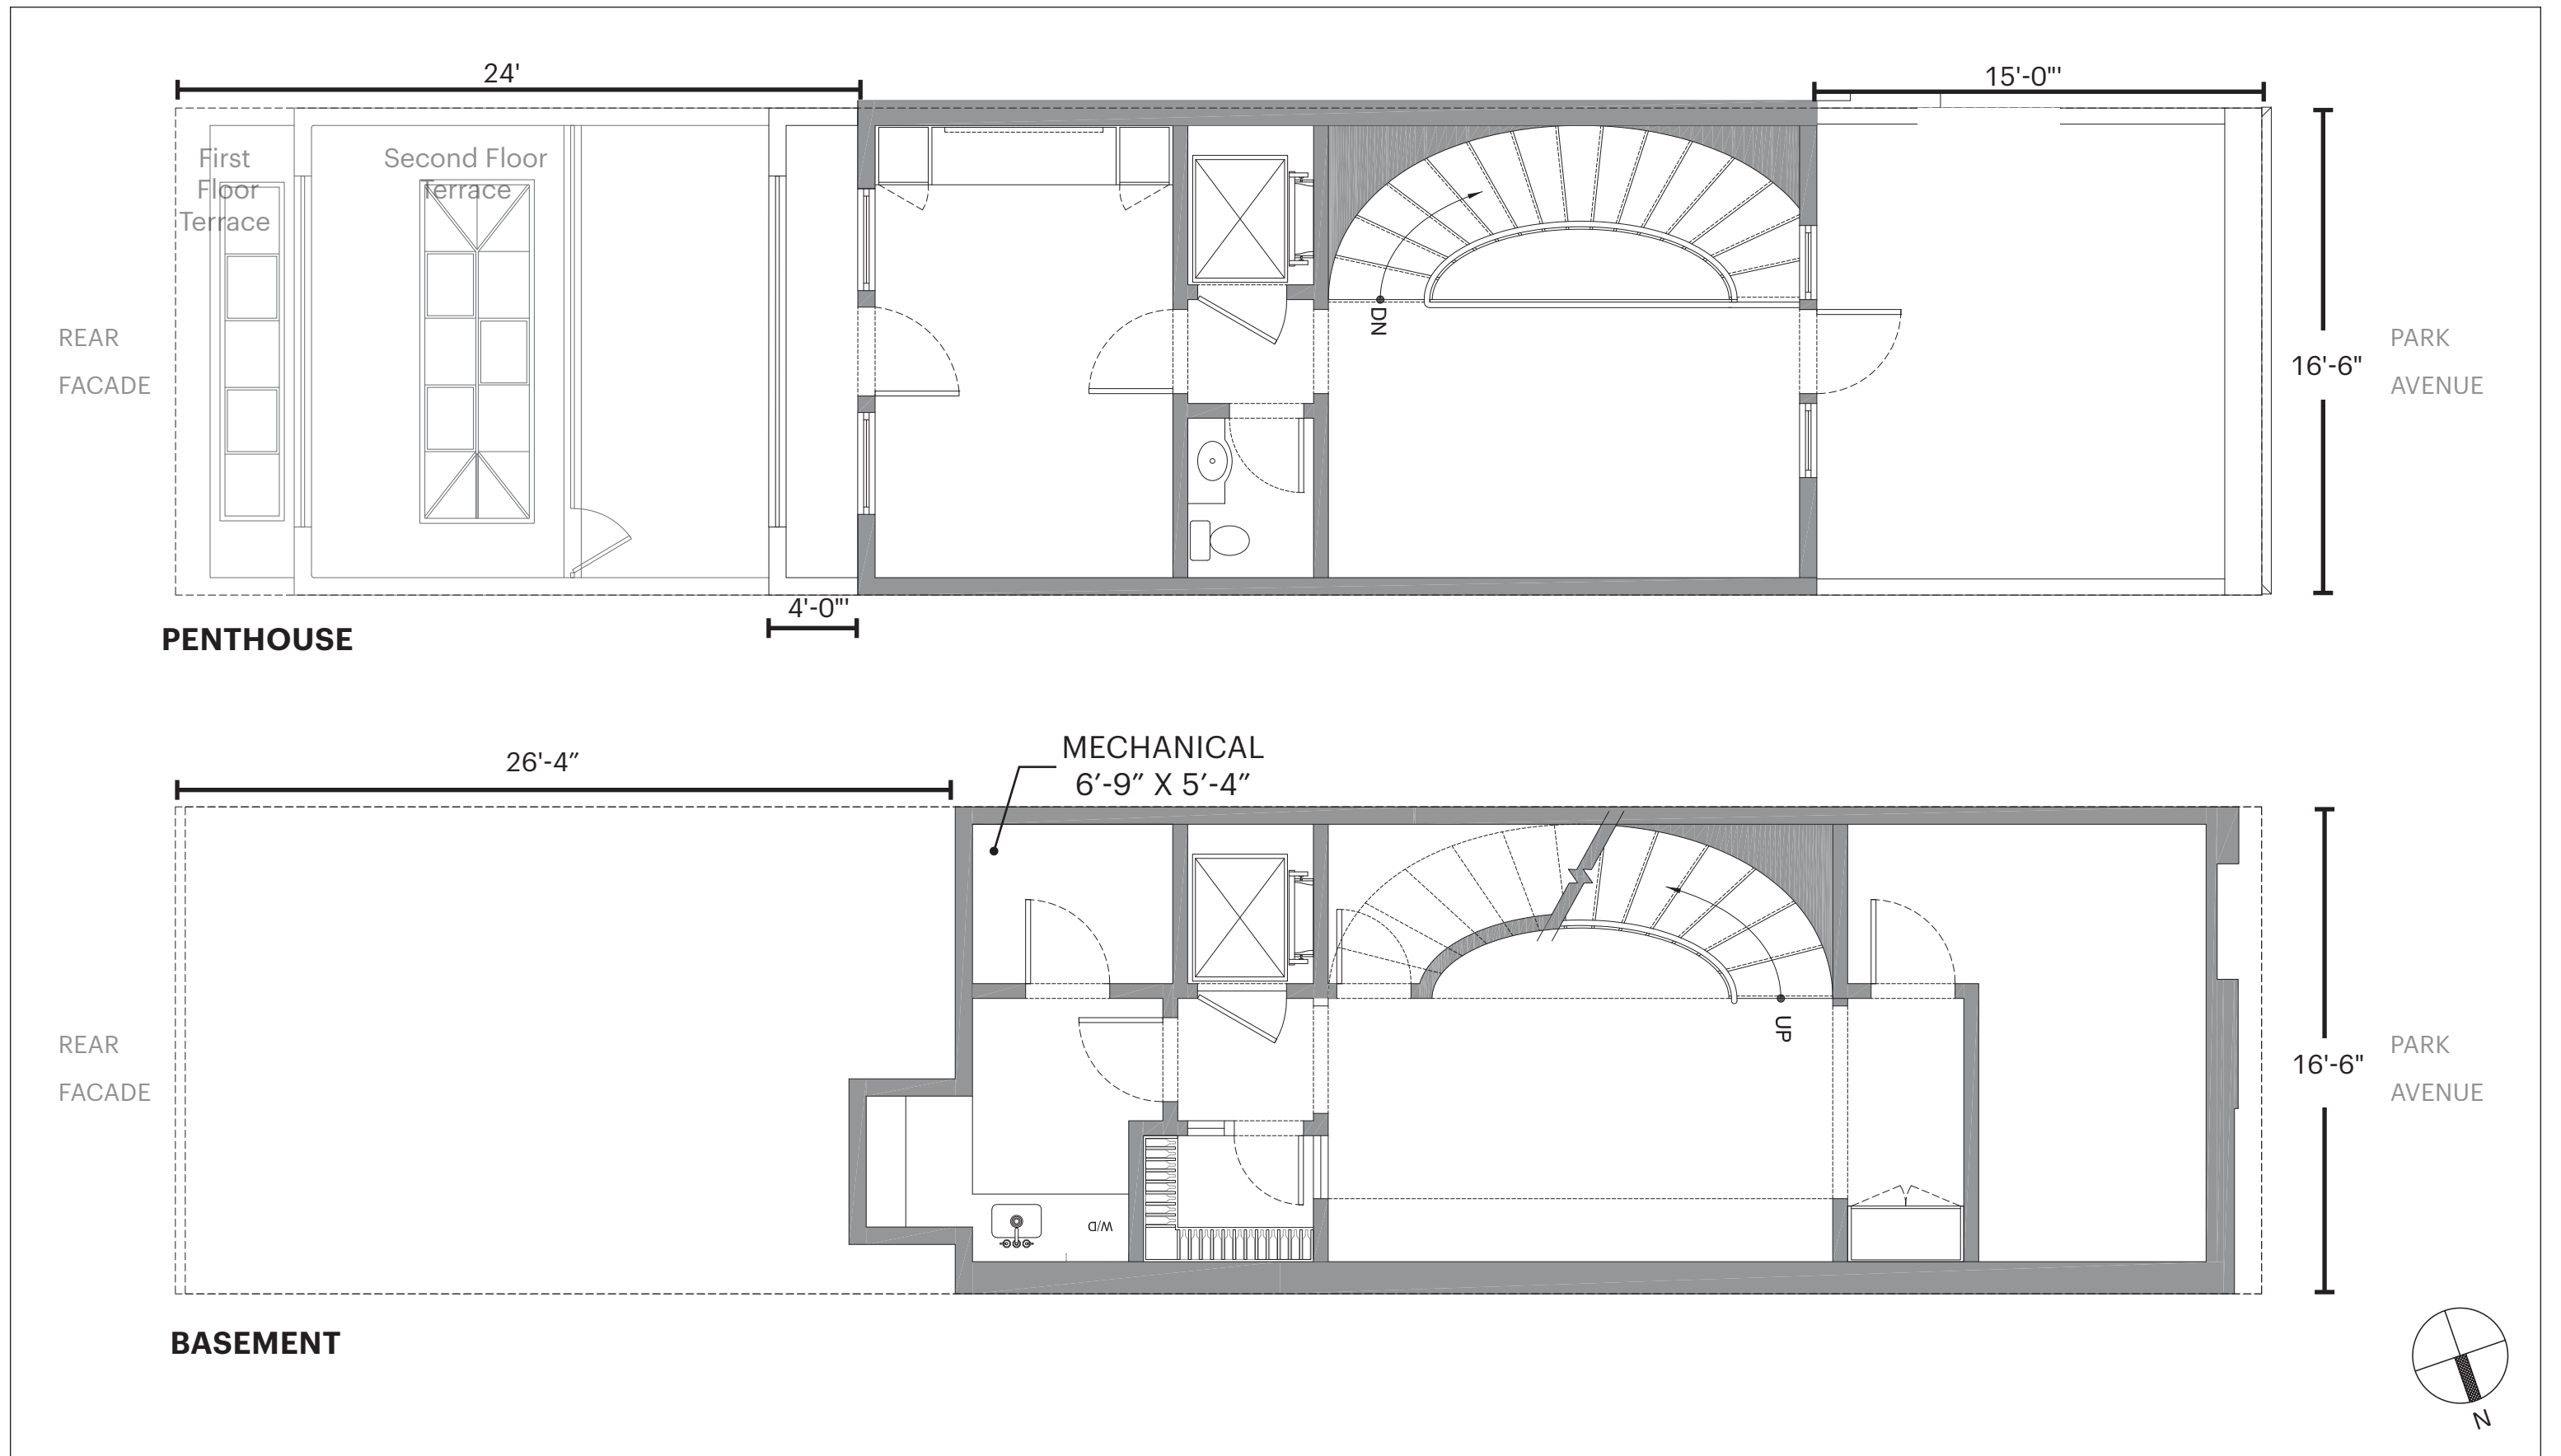 24'
15'-0"'
First
Floor
Terrace
Second Floor
Terrace
DN
REAR
FACADE
16'-6"
PARK
AVENUE
4'-0"'
PENTHOUSE
26'-4″
MECHANICAL
6′-9″ X 5′-4″
UP
REAR
FACADE
16'-6"
PARK
AVENUE
W/D
BASEMENT
N